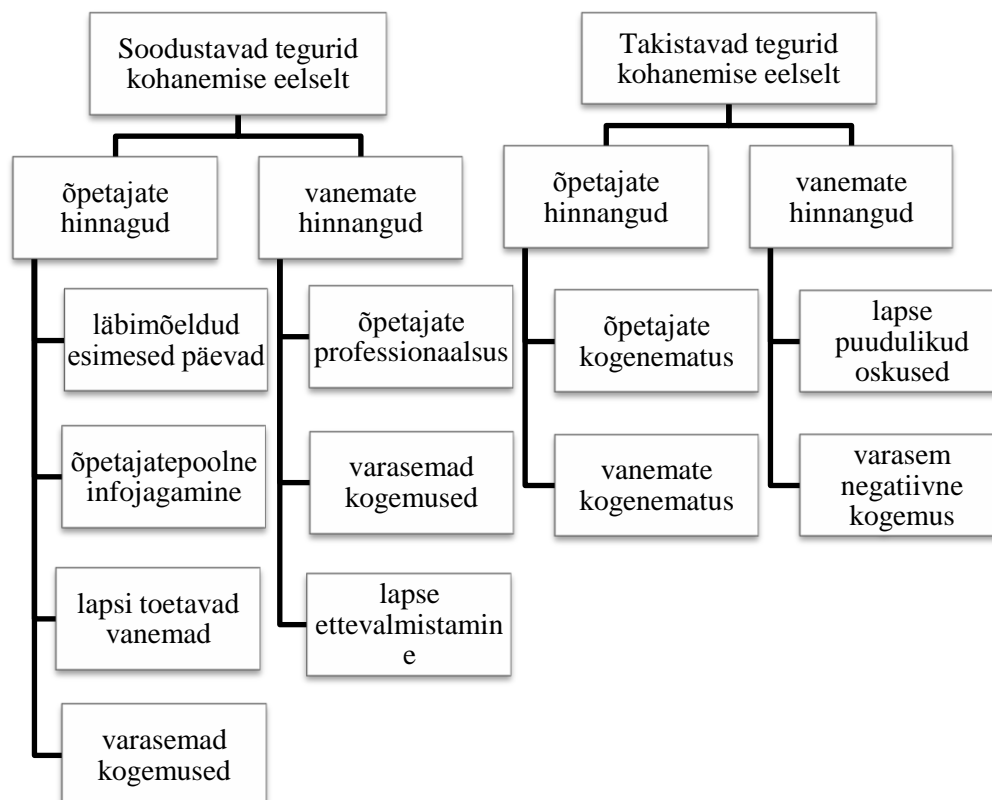 Soodustavad tegurid
kohanemise eelselt
õpetajate
hinnagud
läbimõeldud
esimesed päevad
õpetajatepoolne
infojagamine
lapsi toetavad
vanemad
varasemad
kogemused
vanemate
hinnangud
õpetajate
professionaalsus
varasemad
kogemused
lapse
ettevalmistamin
e
Takistavad tegurid
kohanemise eelselt
õpetajate
hinnangud
õpetajate
kogenematus
vanemate
kogenematus
vanemate
hinnangud
lapse
puudulikud
oskused
varasem
negatiivne
kogemus